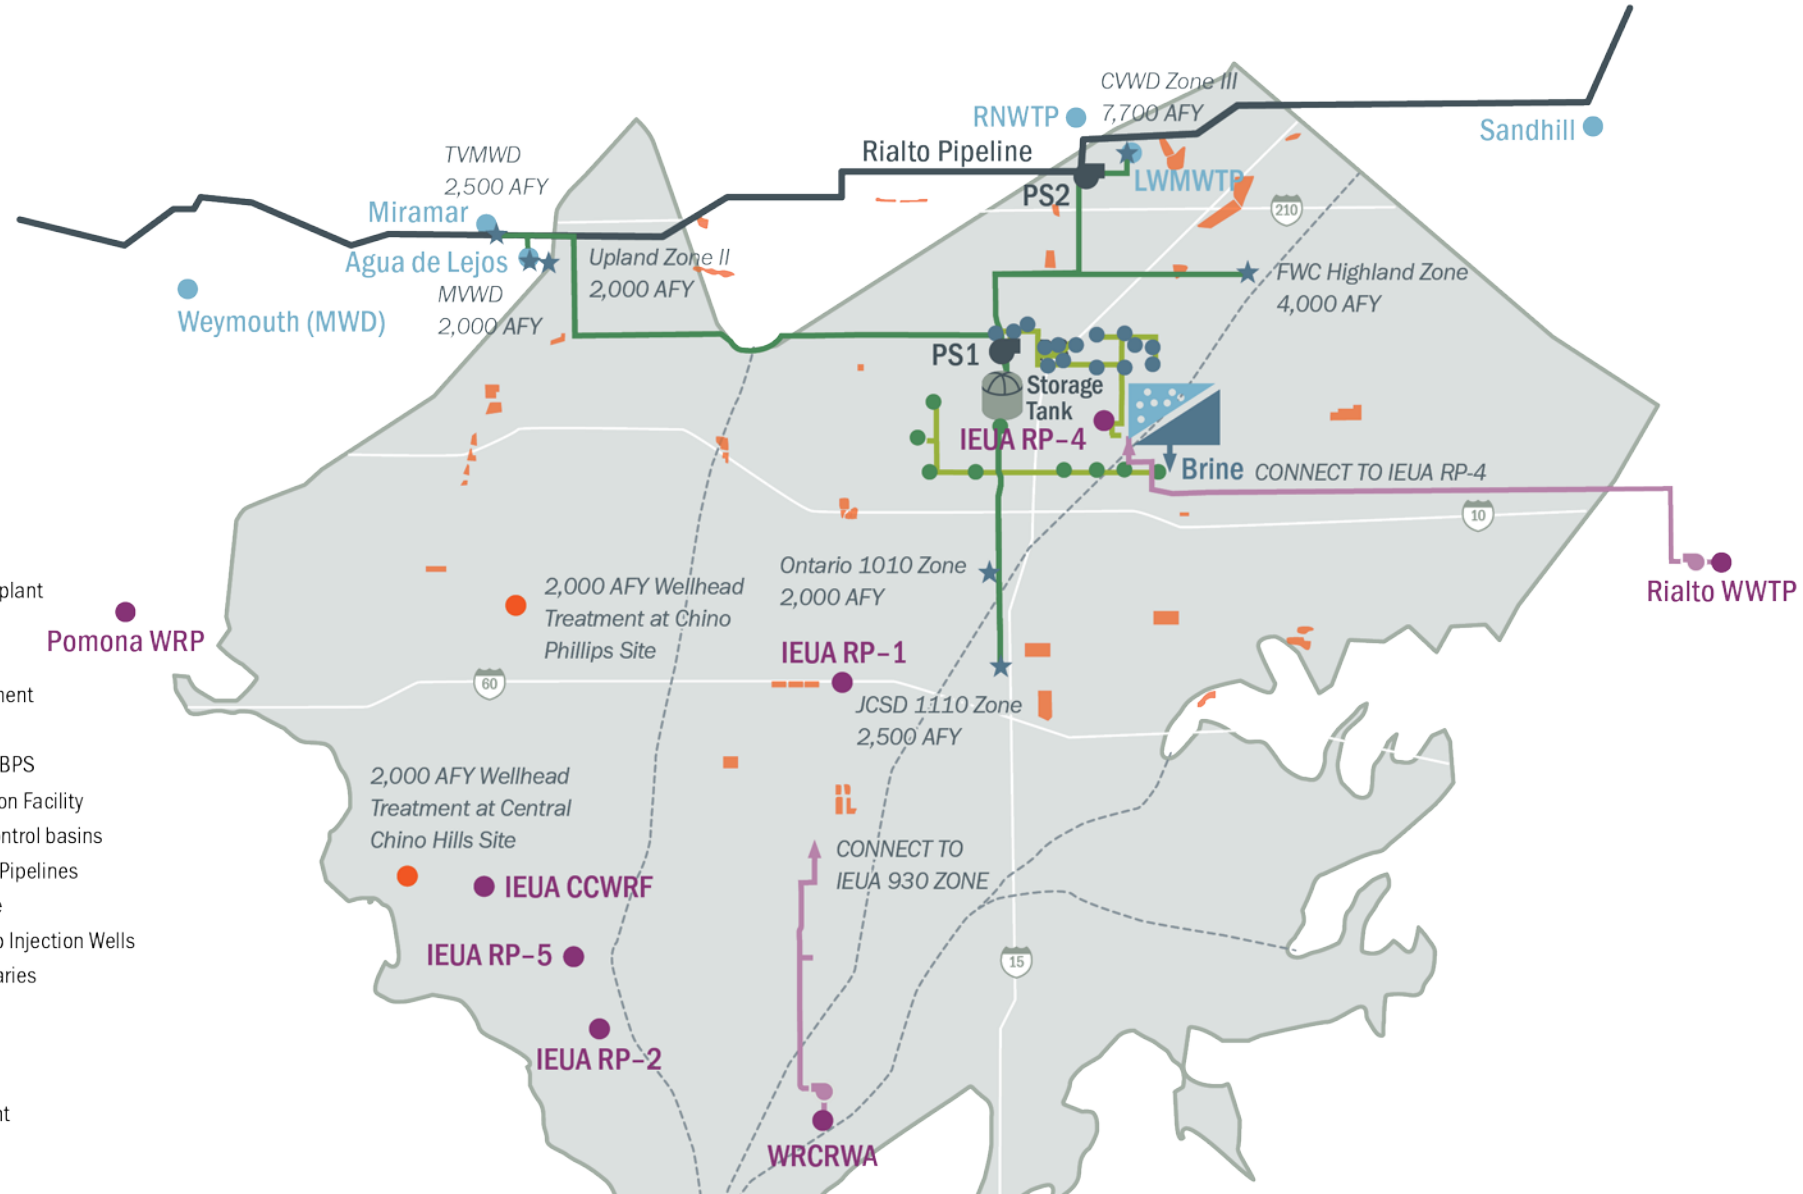 CVWD Zone III
7,700 AFY
RNWTP
Sandhill
Rialto Pipeline
TVMWD
2,500 AFY
LWMWTP
PS2
Miramar
210
Agua de Lejos
Upland Zone II
2,000 AFY
FWC Highland Zone
4,000 AFY
MVWD
2,000 AFY
Weymouth (MWD)
PS1
Storage
Tank
IEUA RP-4
Brine
CONNECT TO IEUA RP-4
10
Ontario 1010 Zone
2,000 AFY
2,000 AFY Wellhead
Treatment at Chino
Phillips Site
plant
Rialto WWTP
Pomona WRP
IEUA RP-1
60
ment
JCSD 1110 Zone
2,500 AFY
BPS
2,000 AFY Wellhead
Treatment at Central
Chino Hills Site
on Facility
ntrol basins
CONNECT TO
IEUA 930 ZONE
Pipelines
IEUA CCWRF
e
o Injection Wells
IEUA RP-5
15
aries
IEUA RP-2
nt
WRCRWA